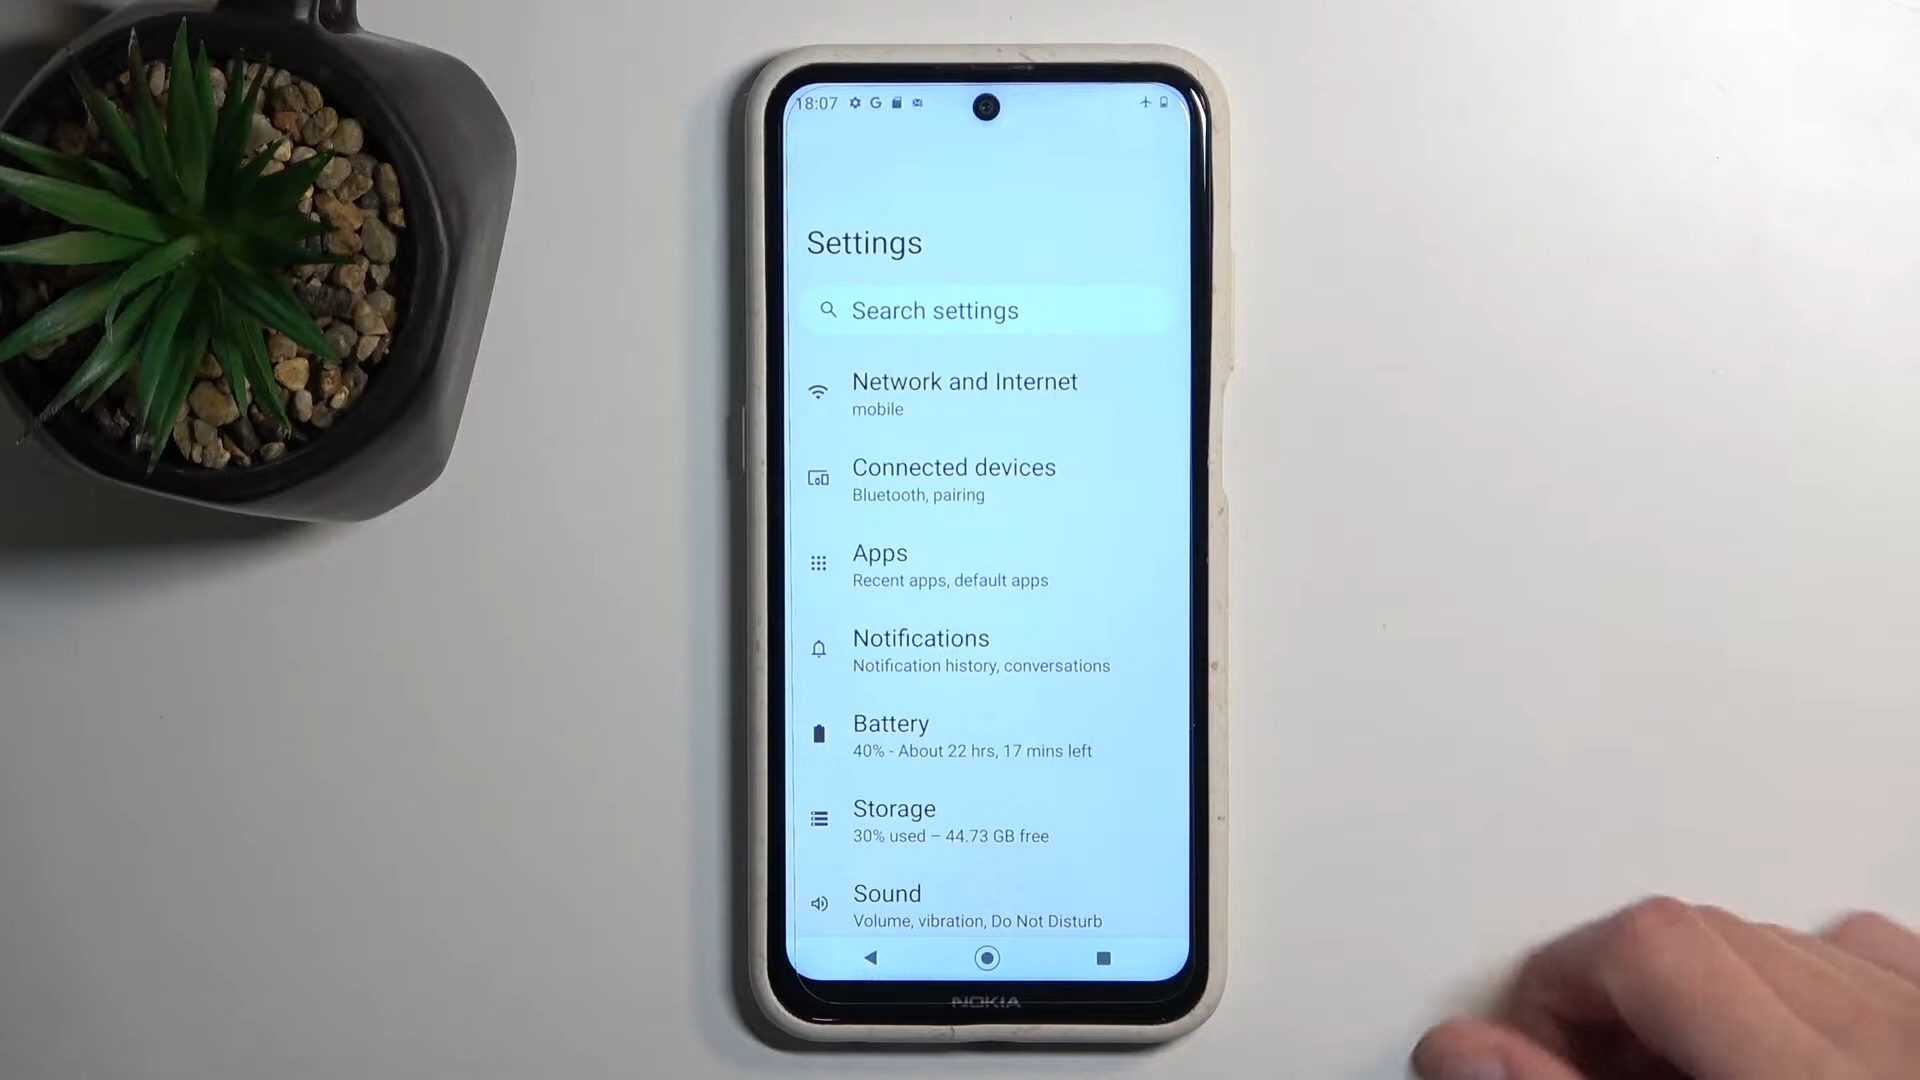 18:07
Settings
Search settings
Network and Internet
mobile
Connected devices
Bluetooth, pairing
Apps
Recent apps, default apps
Notifications
Notification history, conversations
Battery
40% - About 22 hrs, 17 mins left
Storage
30% used – 44.73 GB free
Sound
Volume, vibration, Do Not Disturb
NOKIA